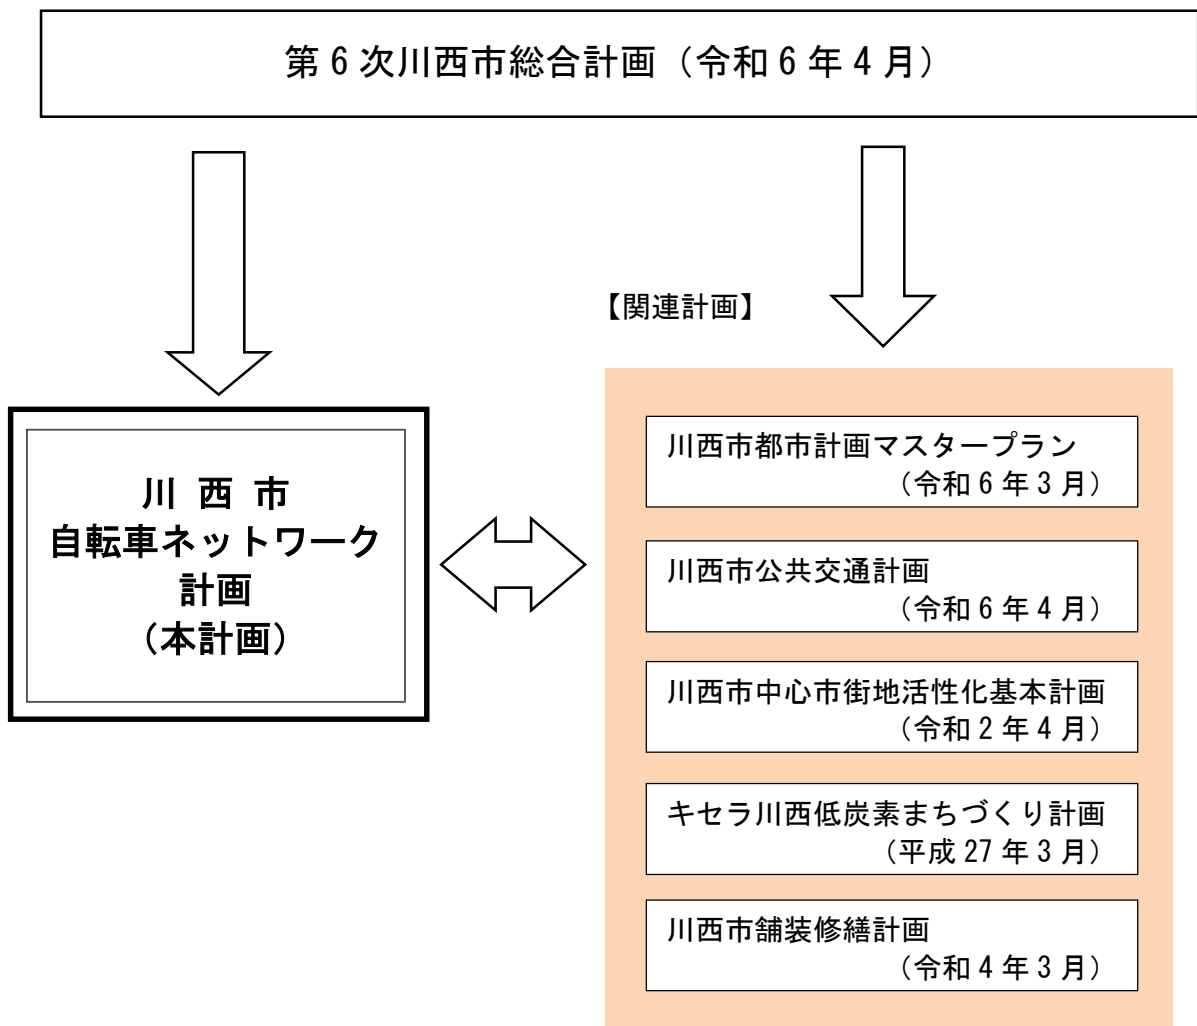 第6次川西市総合計画（令和6年4月）
【関連計画】
川西市
自転車ネットワーク
計画
（本計画）
川西市都市計画マスタープラン
（令和6年3月）
川西市公共交通計画
（令和6年4月）
川西市中心市街地活性化基本計画
（令和2年4月）
キセラ川西低炭素まちづくり計画
（平成27年3月）
川西市舗装修繕計画
（令和4年3月）